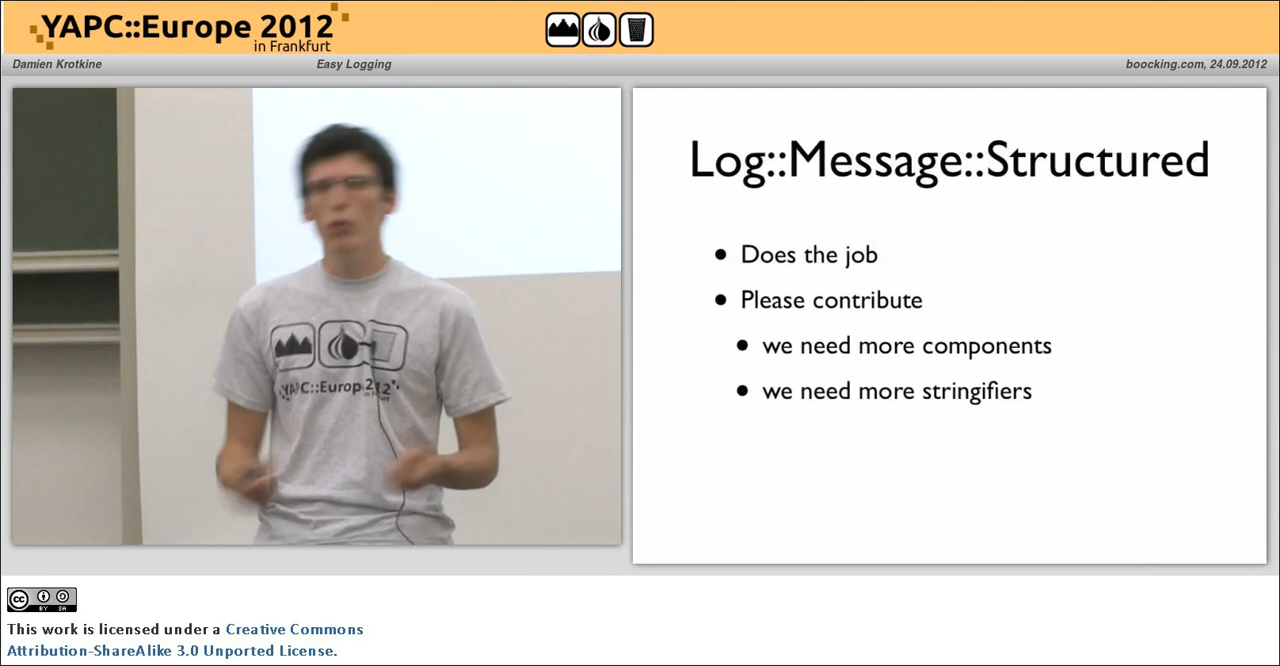 YAPC::Europe 2012
in Frankfurt
Damien Krotkine
Easy Logging
boocking.com, 24.09.2012
Log::Message::Structured
• Does the job
• Please contribute
• we need more components
• we need more stringifiers
YAPC::Europe 2012
cc
BY SA
This work is licensed under a Creative Commons
Attribution-ShareAlike 3.0 Unported License.